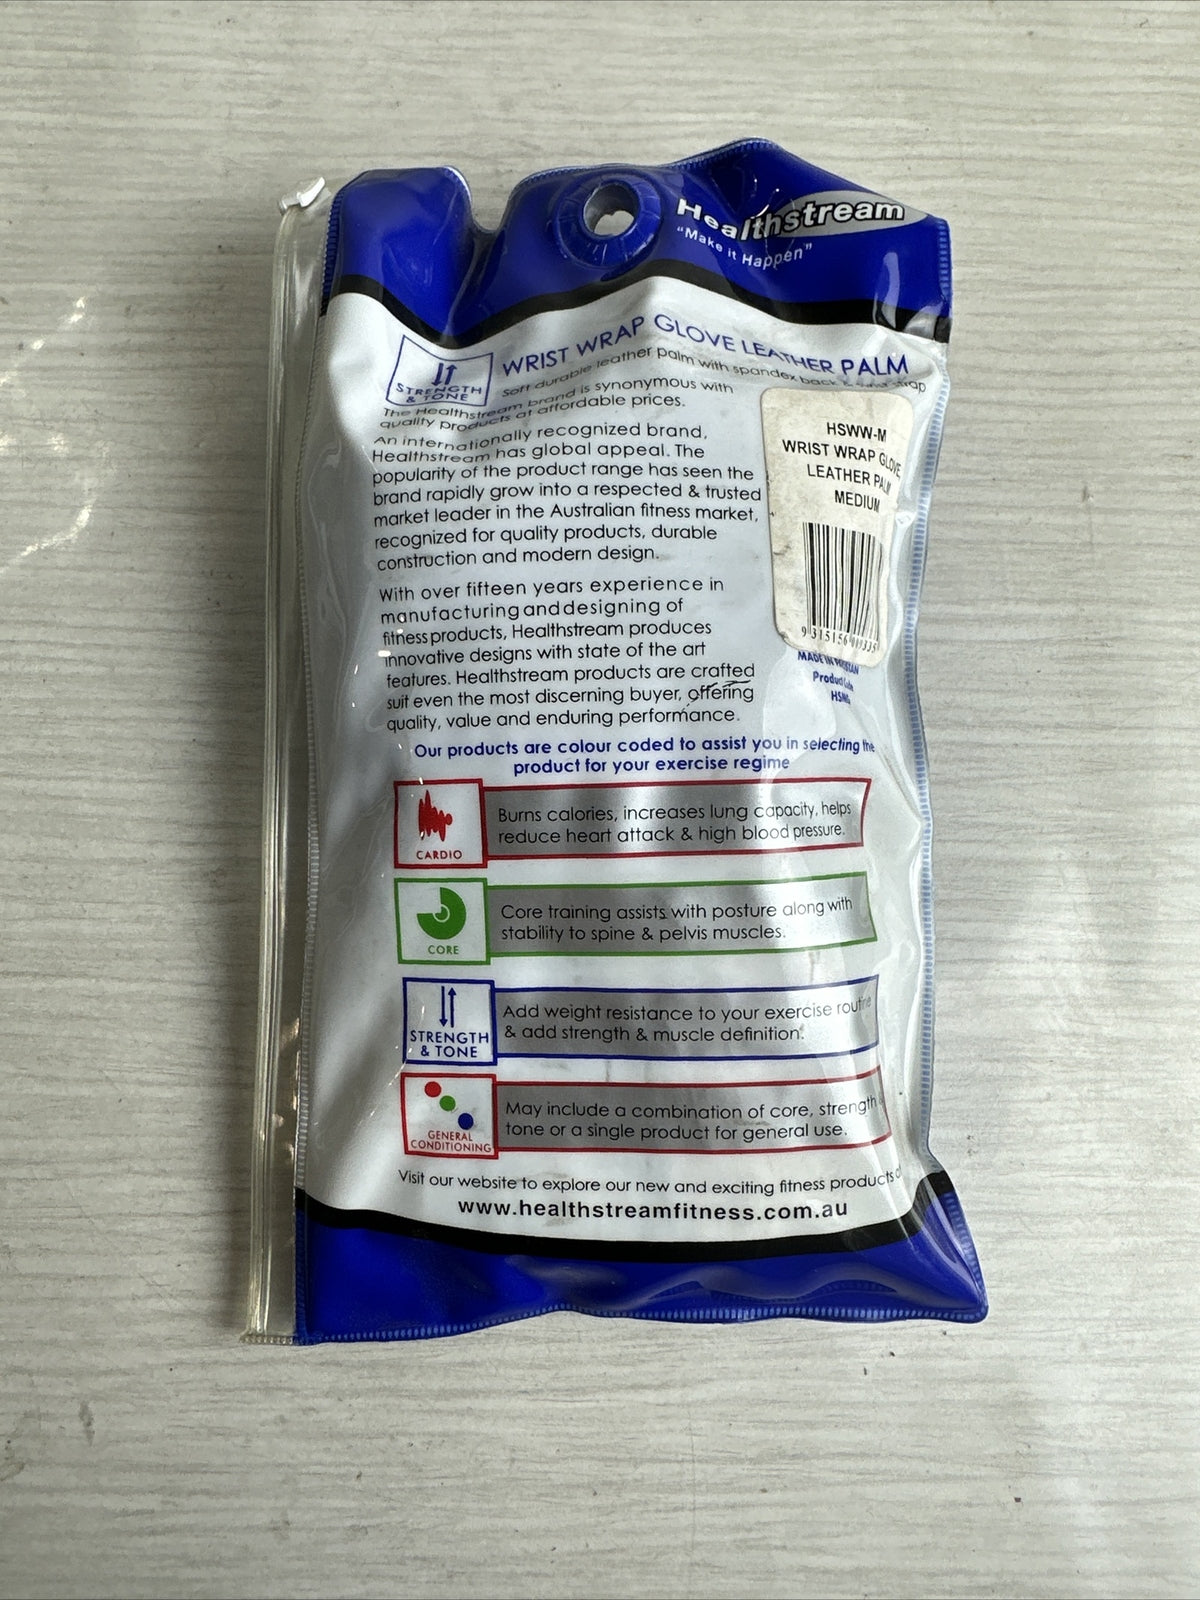 Healthstream
"Make it Happen"
STRENGTH
& TONE
WRIST WRAP GLOVE LEATHER PALM
Soft durable leather palm with spandex back & strap
The Healthstream brand is synonymous with
quality products at affordable prices.
An internationally recognized brand,
Healthstream has global appeal. The
popularity of the product range has seen the
brand rapidly grow into a respected & trusted
market leader in the Australian fitness market,
recognized for quality products, durable
construction and modern design.
With over fifteen years experience in
manufacturing and designing of
fitness products, Healthstream produces
innovative designs with state of the art
features. Healthstream products are crafted
suit even the most discerning buyer, offering
quality, value and enduring performance.
HSWW-M
WRIST WRAP GLOVE
LEATHER PALM
MEDIUM
MADE IN PAKISTAN
Product Code
Our products are colour coded to assist you in selecting the
product for your exercise regime
CARDIO
Burns calories, increases lung capacity, helps
reduce heart attack & high blood pressure.
CORE
Core training assists with posture along with
stability to spine & pelvis muscles.
STRENGTH
& TONE
Add weight resistance to your exercise routine
& add strength & muscle definition.
GENERAL
CONDITIONING
May include a combination of core, strength
tone or a single product for general use.
Visit our website to explore our new and exciting fitness products
www.healthstreamfitness.com.au